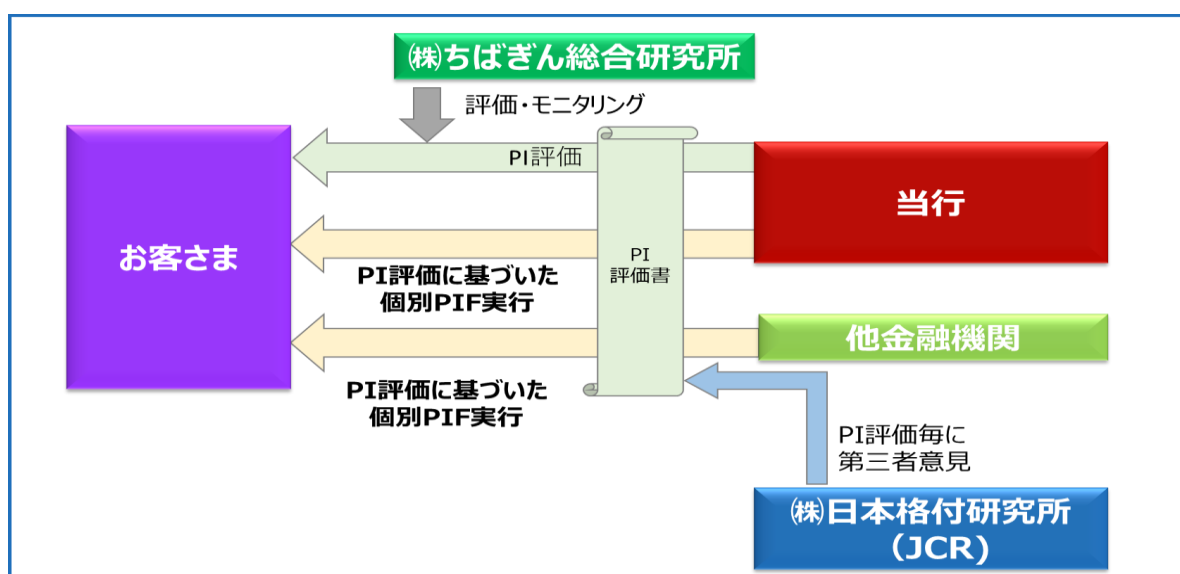 ㈱ちばぎん総合研究所
評価・モニタリング
PI評価
当行
お客さま
PI
評価書
PI評価に基づいた
個別PIF実行
他金融機関
PI評価に基づいた
個別PIF実行
PI評価毎に
第三者意見
㈱日本格付研究所
(JCR)